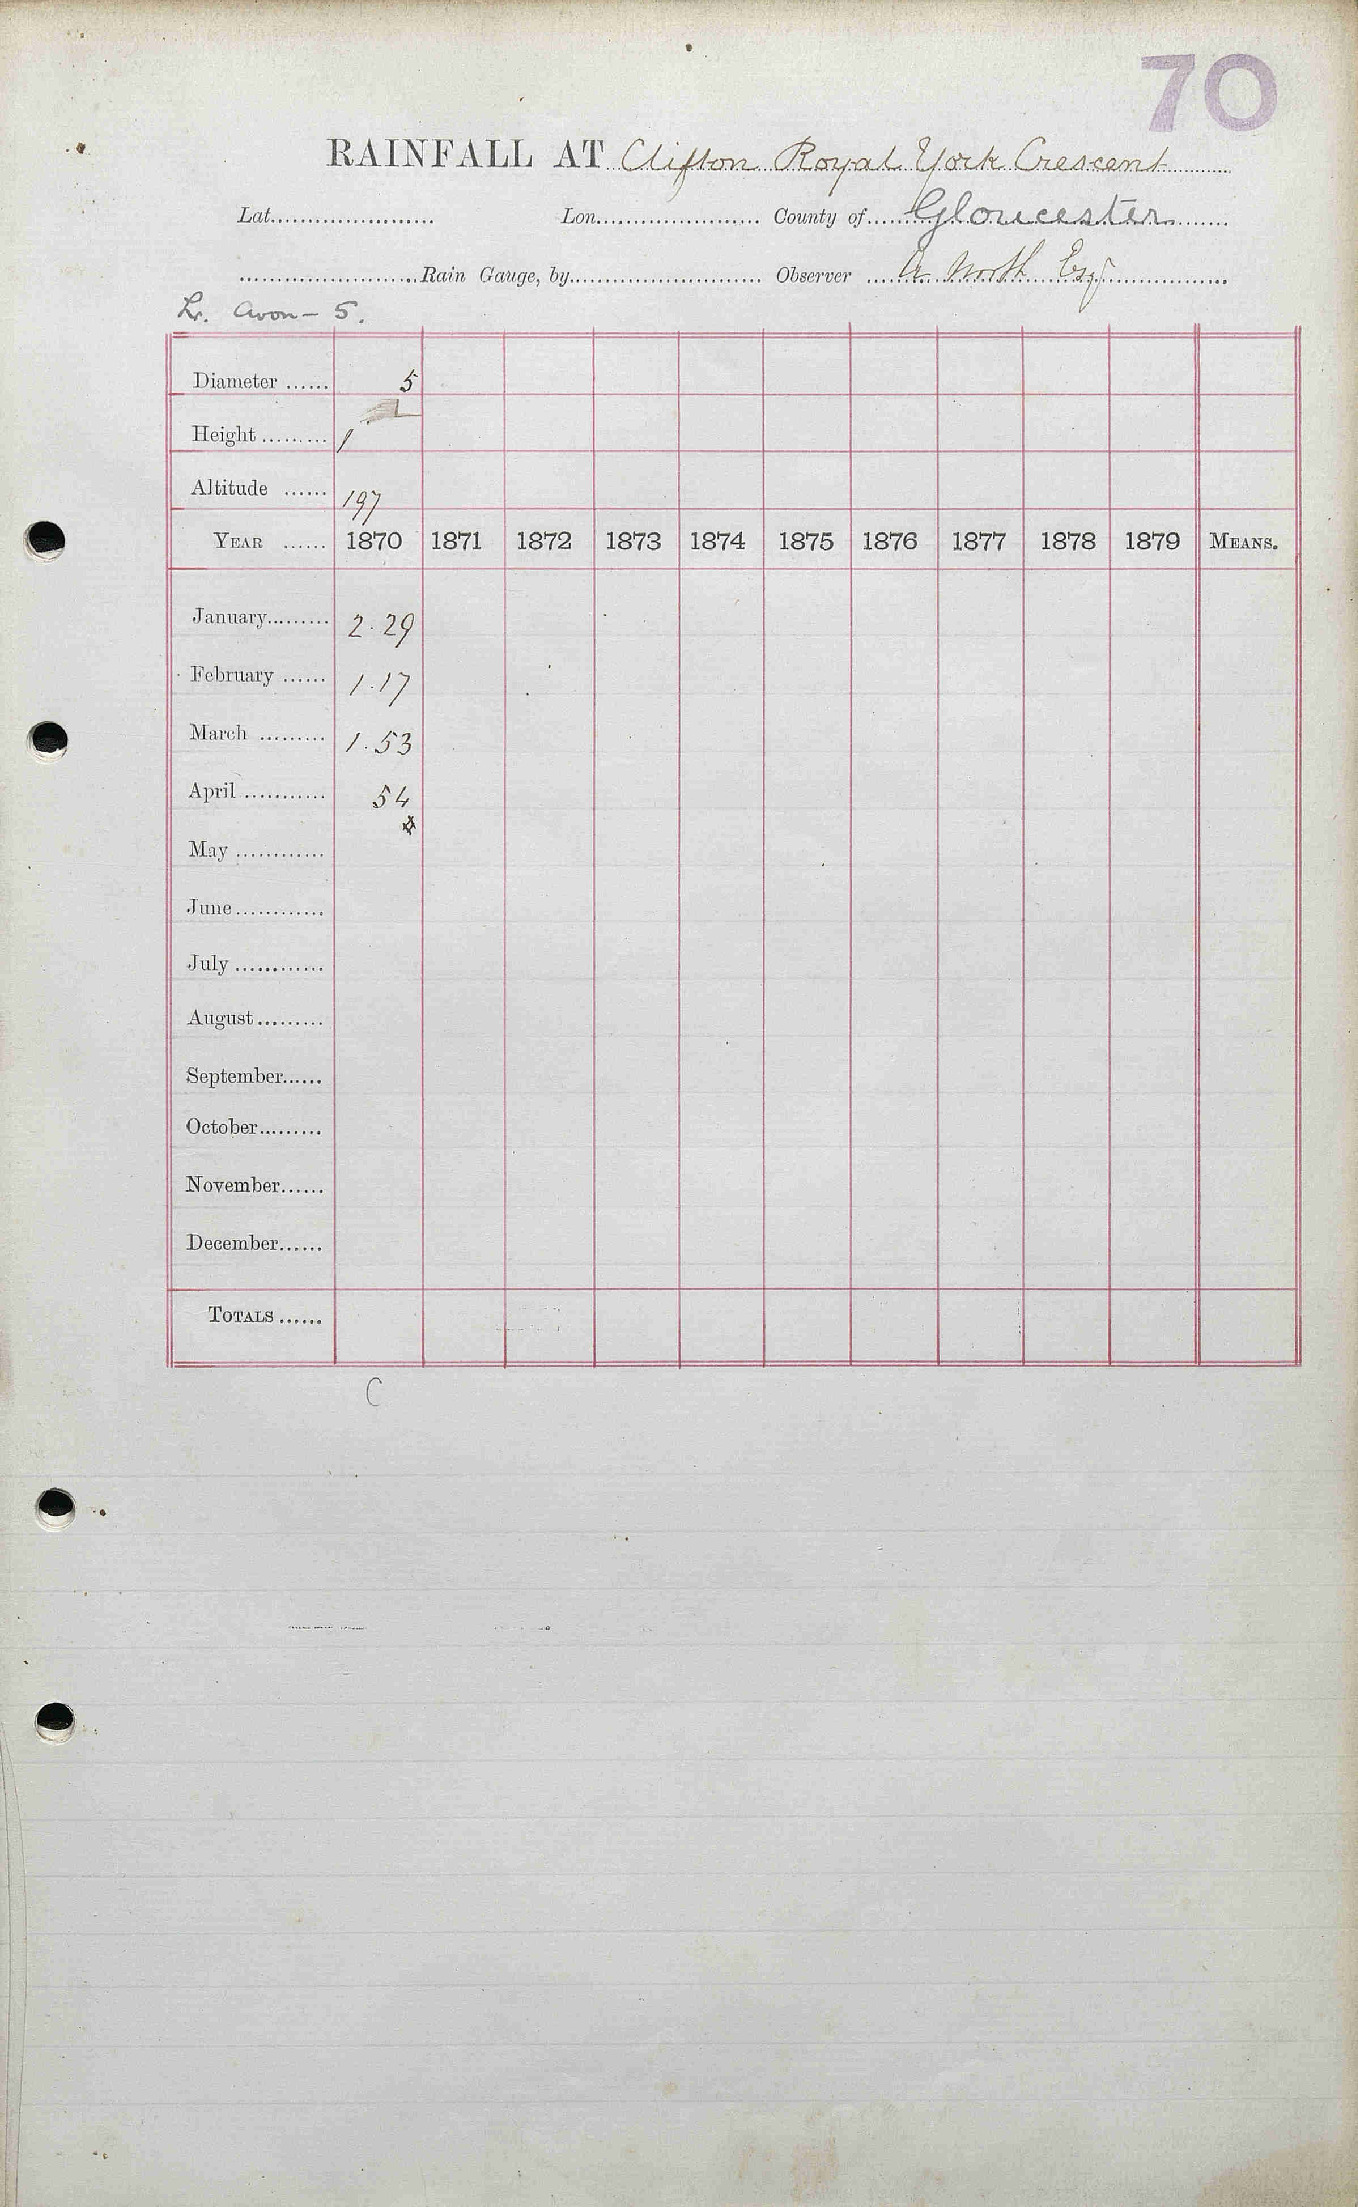 70
RAINFALL AT Clifton Royal York Crescent
Lat...................... Lon...................... County of Gloucester
........................Rain Gauge, by.......................... Observer North Esq
Lr. Avon – 5.
Diameter ...... 5
Height ......... 1
Altitude ...... 197
YEAR ...... 1870 1871 1872 1873 1874 1875 1876 1877 1878 1879 MEANS.
January......... 2.29
February ...... 1.17
March ......... 1.53
April ........... 54
May ............
June ............
July ............
August .........
September......
October.........
November......
December......
TOTALS ......
C